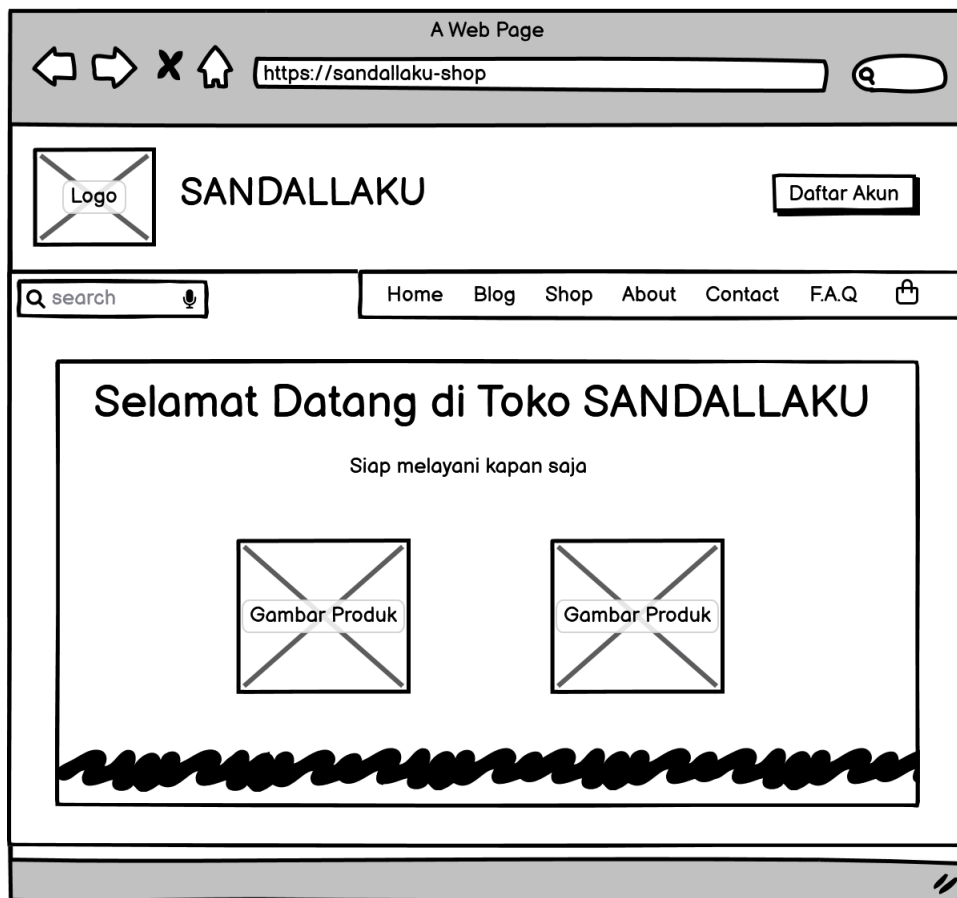 A Web Page
https://sandallaku-shop
Logo
SANDALLAKU
Daftar Akun
search
Home Blog Shop About Contact F.A.Q
Selamat Datang di Toko SANDALLAKU
Siap melayani kapan saja
Gambar Produk
Gambar Produk